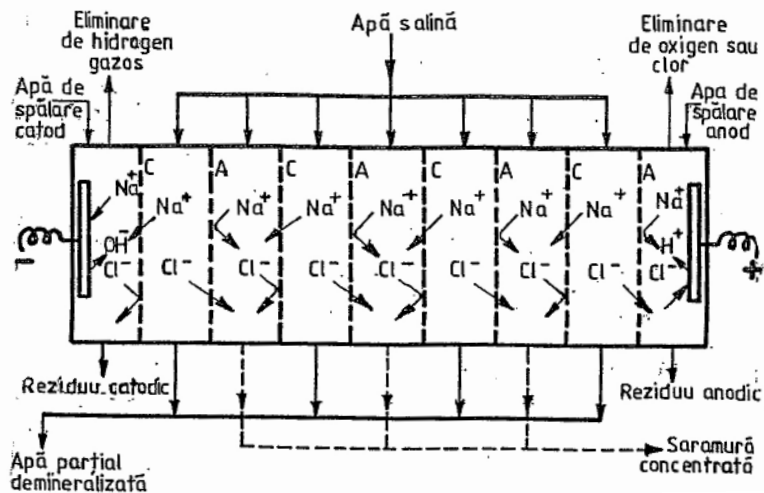 Eliminare
de hidrogen
gazos
Apă salină
Eliminare
de oxigen sau
clor
Apă de
spălare
catod
Apa de
spălare
anod
C A C A C A C A
Na+ Na+ Na+ Na+ Na+ Na+ Na+ Na+ Na+
OH- H+
Cl- Cl- Cl- Cl- Cl- Cl- Cl- Cl- Cl-
- +
Reziduu catodic
Reziduu anodic
Apă parțial
demineralizată
Saramură
concentrată